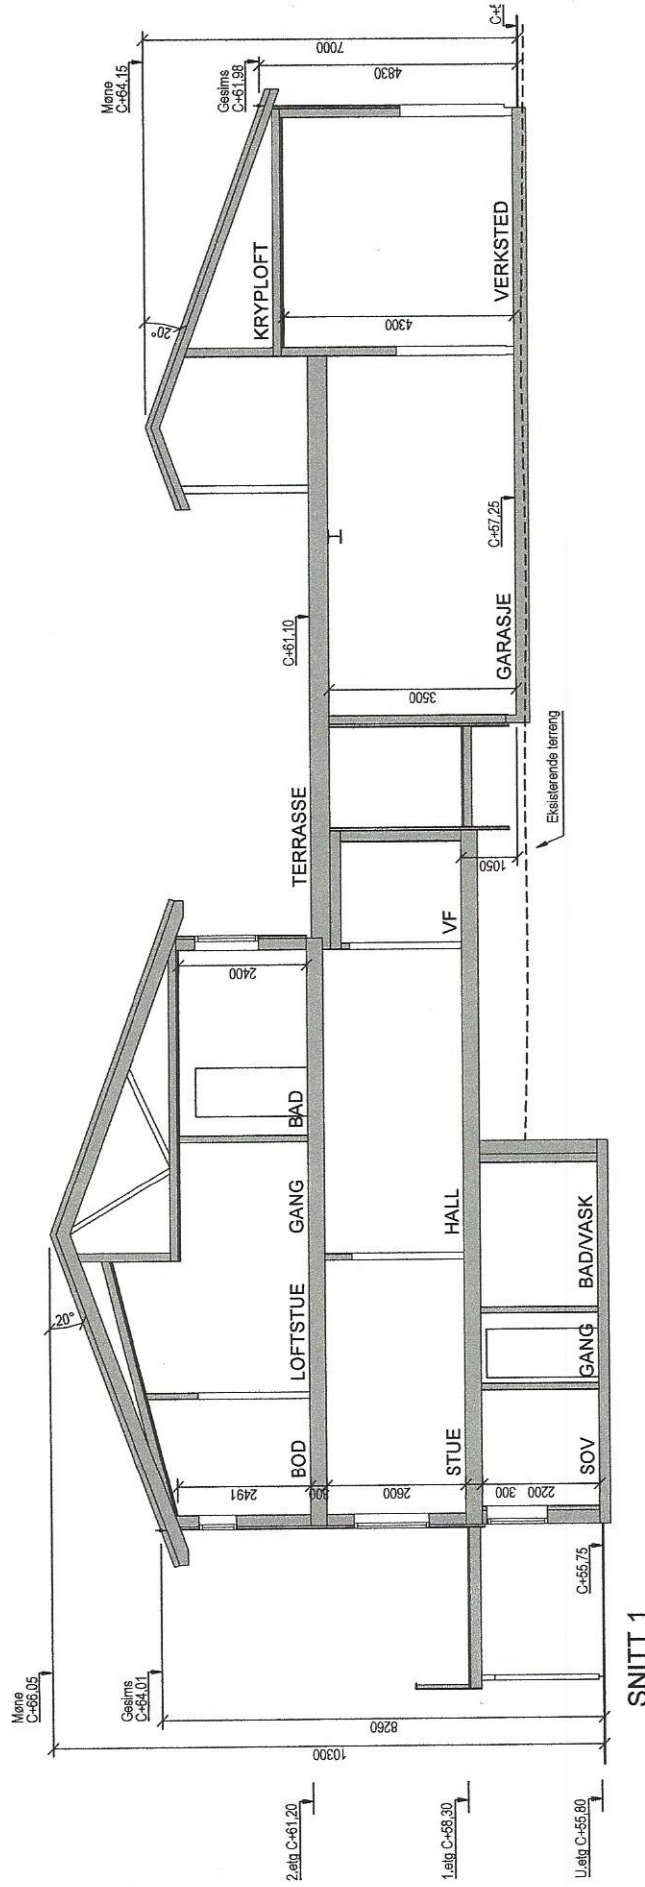 Møne
C+66,05
Gesims
C+64,01
10300
8260
2.etg C+61,20
1.etg C+58,30
U.etg C+55,80
C+55,75
20°
2491
300
2600
300
2200
BOD
LOFTSTUE
GANG
BAD
2400
STUE
HALL
VF
SOV
GANG
BAD/VASK
TERRASSE
C+61,10
1050
Eksisterende terreng
3500
GARASJE
C+57,25
20°
KRYPLOFT
4300
VERKSTED
Møne
C+64,15
Gesims
C+61,98
7000
4830
SNITT 1